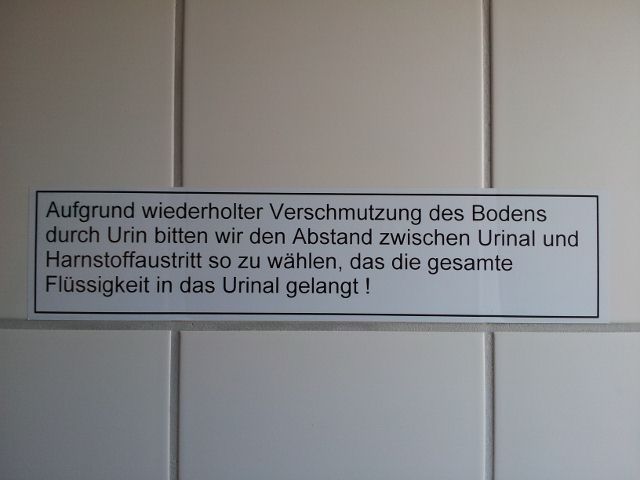 Aufgrund wiederholter Verschmutzung des Bodens
durch Urin bitten wir den Abstand zwischen Urinal und
Harnstoffaustritt so zu wählen, das die gesamte
Flüssigkeit in das Urinal gelangt !